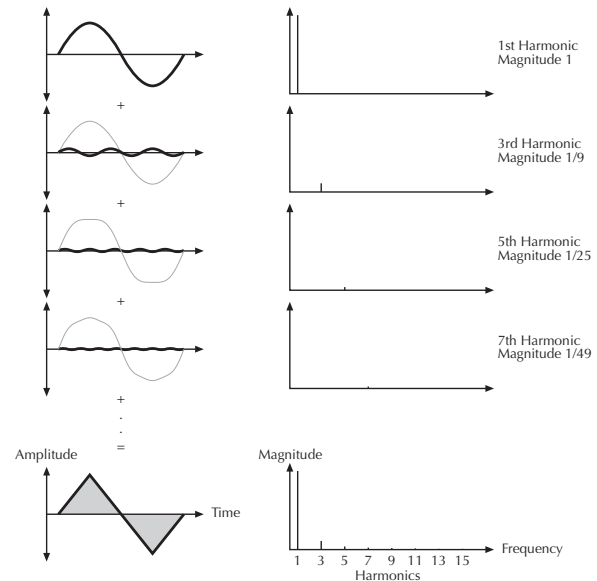 1st Harmonic
Magnitude 1
+
3rd Harmonic
Magnitude 1/9
+
5th Harmonic
Magnitude 1/25
+
7th Harmonic
Magnitude 1/49
+
.
.
=
Amplitude
Time
Magnitude
Frequency
1 3 5 7 9 11 13 15
Harmonics